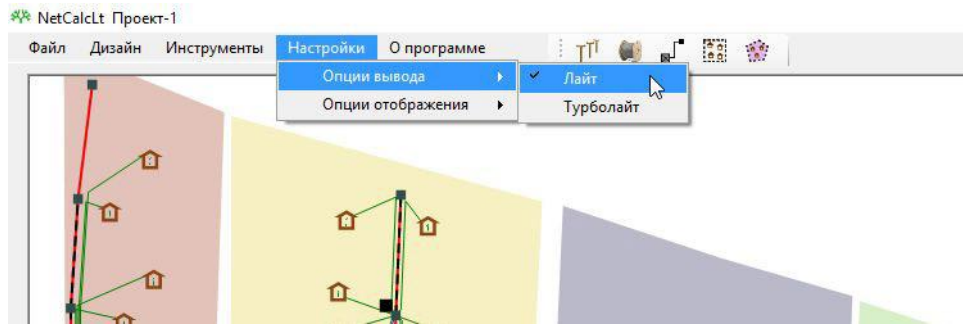 NetCalcLt Проект-1
Файл Дизайн Инструменты Настройки О программе
Опции вывода
Лайт
Опции отображения
Турболайт